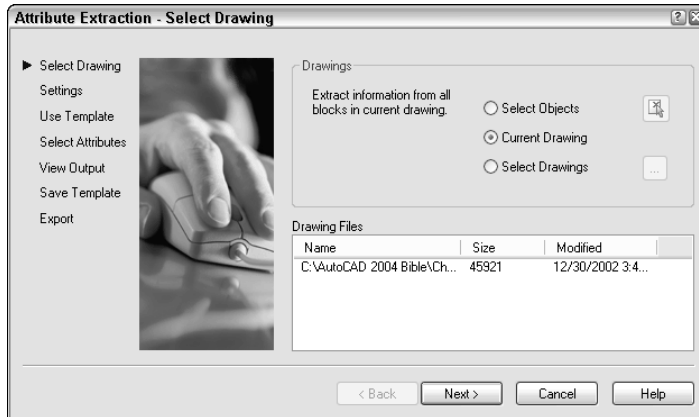 Attribute Extraction - Select Drawing
Select Drawing
Settings
Use Template
Select Attributes
View Output
Save Template
Export
Drawings
Extract information from all
blocks in current drawing.
Select Objects
Current Drawing
Select Drawings
...
Drawing Files
Name Size Modified
C:\AutoCAD 2004 Bible\Ch... 45921 12/30/2002 3:4...
< Back Next > Cancel Help